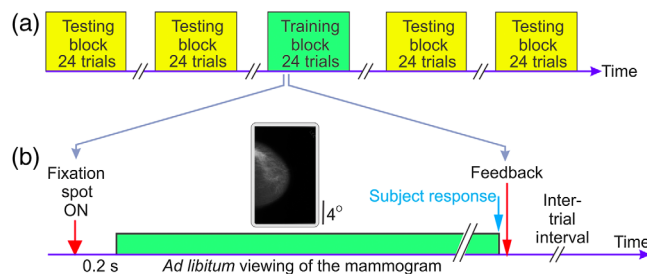 (a)
Testing
block
24 trials
Testing
block
24 trials
Training
block
24 trials
Testing
block
24 trials
Testing
block
24 trials
Time
(b)
Fixation
spot
ON
4°
Feedback
Subject response
Inter-
trial
interval
Time
0.2 s
Ad libitum viewing of the mammogram